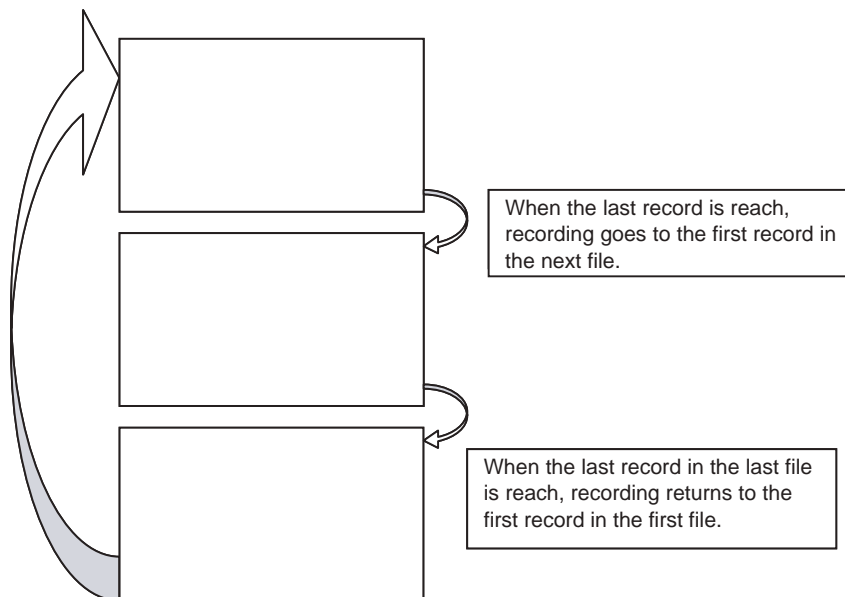 When the last record is reach,
recording goes to the first record in
the next file.
When the last record in the last file
is reach, recording returns to the
first record in the first file.